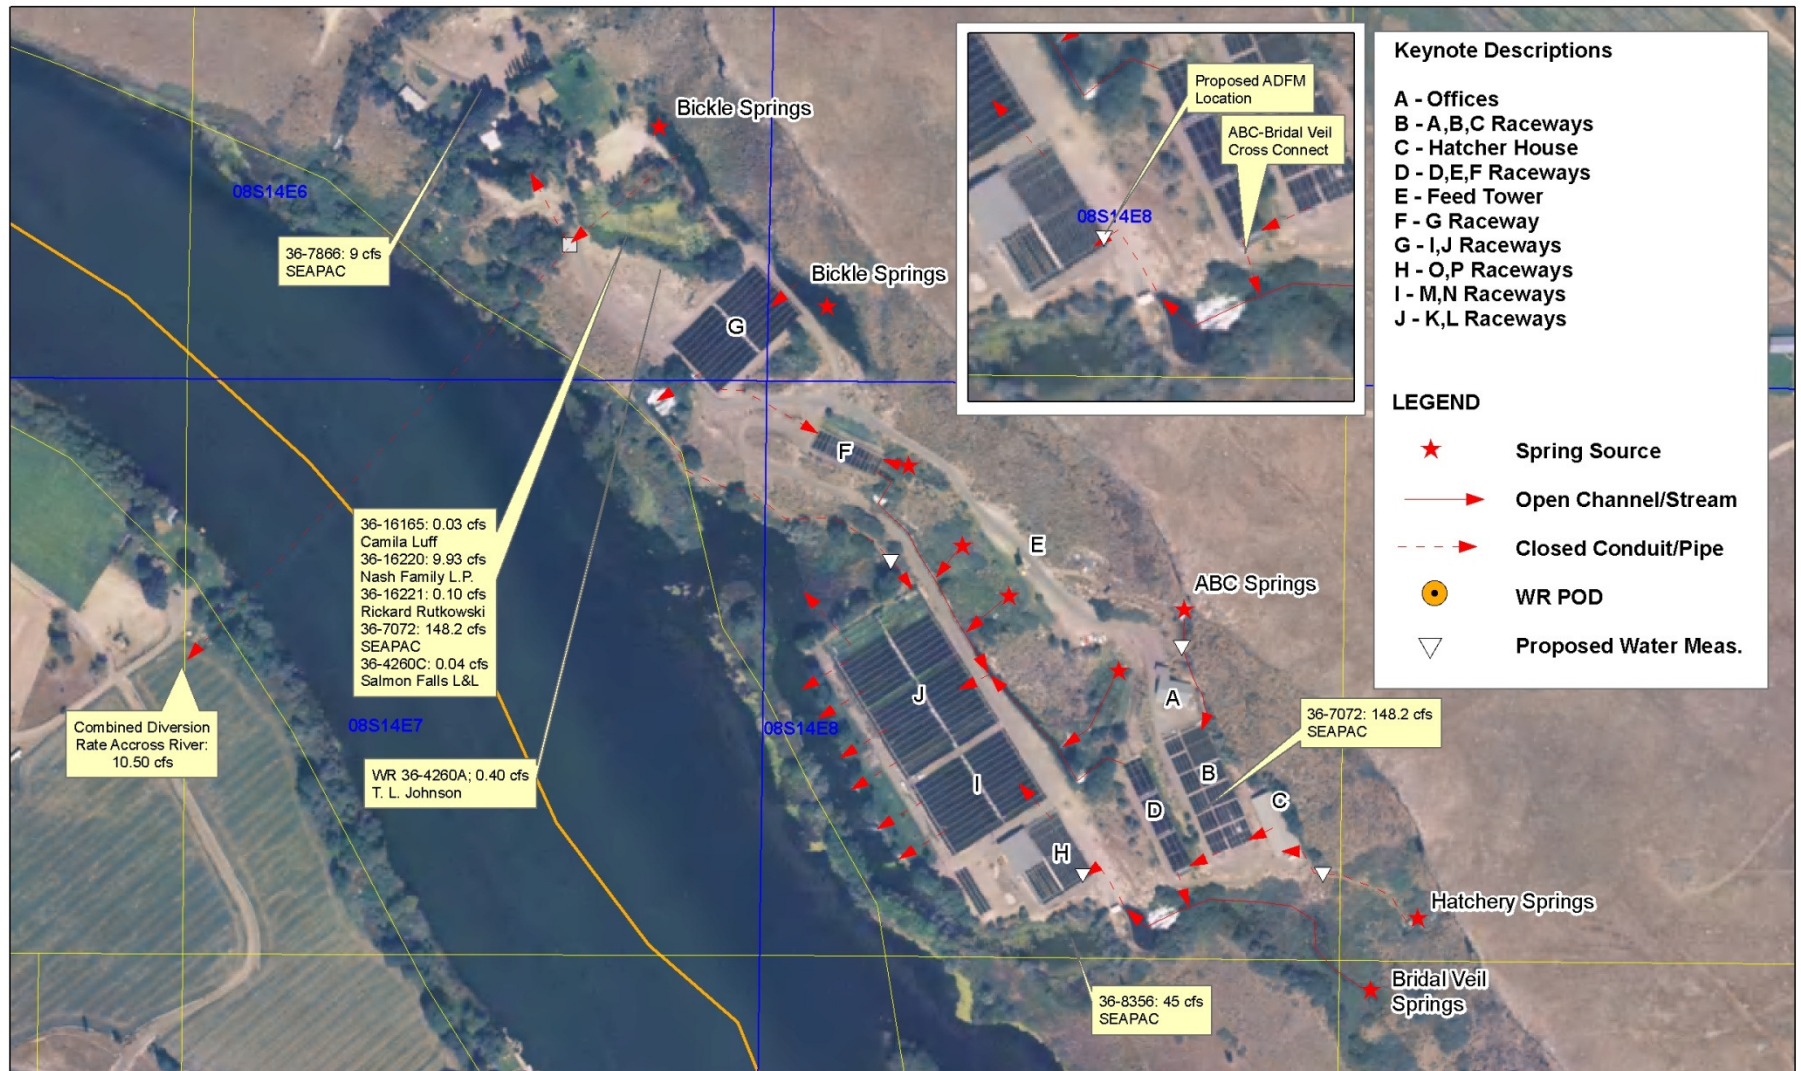 Bickle Springs
08S14E6
36-7866: 9 cfs
SEAPAC
Bickle Springs
G
F
36-16165: 0.03 cfs
Camila Luff
36-16220: 9.93 cfs
Nash Family L.P.
36-16221: 0.10 cfs
Rickard Rutkowski
36-7072: 148.2 cfs
SEAPAC
36-4260C: 0.04 cfs
Salmon Falls L&L
E
ABC Springs
A
J
08S14E7
08S14E8
Combined Diversion
Rate Accross River:
10.50 cfs
WR 36-4260A; 0.40 cfs
T. L. Johnson
36-7072: 148.2 cfs
SEAPAC
B
I
C
D
H
Hatchery Springs
Bridal Veil
Springs
36-8356: 45 cfs
SEAPAC
Proposed ADFM
Location
ABC-Bridal Veil
Cross Connect
08S14E8
Keynote Descriptions
A - Offices
B - A,B,C Raceways
C - Hatcher House
D - D,E,F Raceways
E - Feed Tower
F - G Raceway
G - I,J Raceways
H - O,P Raceways
I - M,N Raceways
J - K,L Raceways
LEGEND
Spring Source
Open Channel/Stream
Closed Conduit/Pipe
WR POD
Proposed Water Meas.